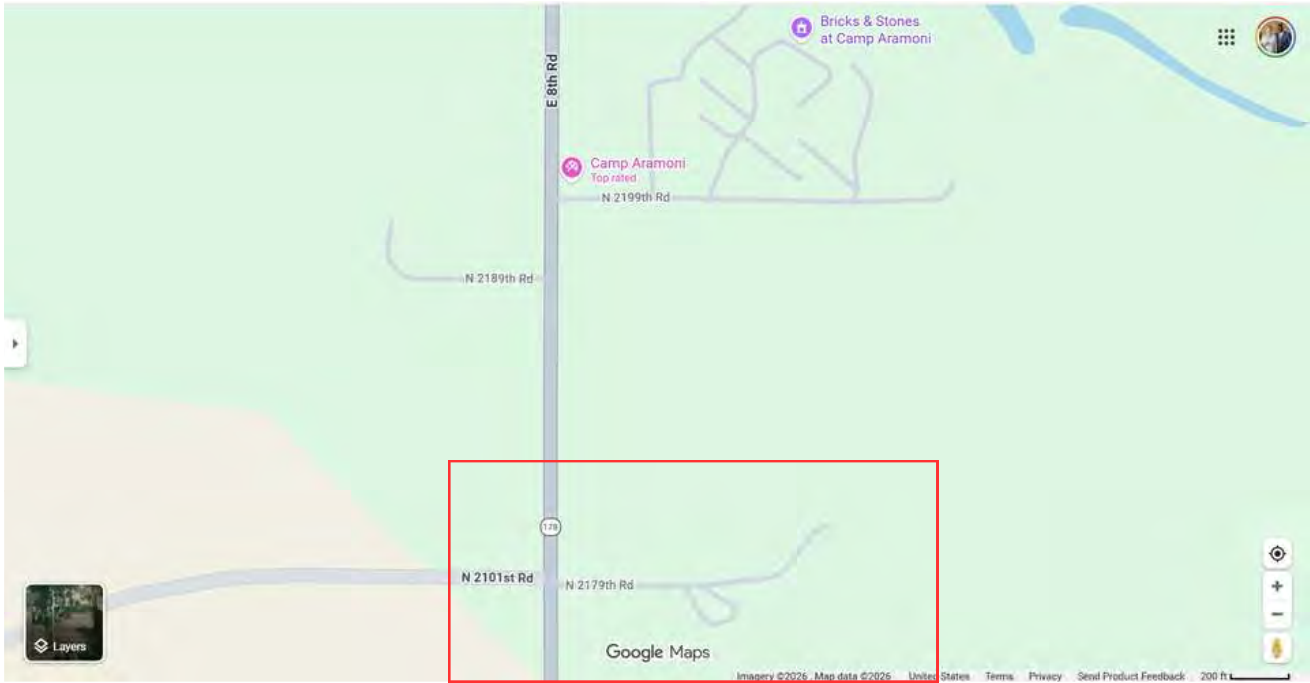 Bricks & Stones
at Camp Aramoni
E 8th Rd
Camp Aramoni
Top rated
N 2199th Rd
N 2189th Rd
178
N 2101st Rd
N 2179th Rd
Layers
Google Maps
Imagery ©2026 , Map data ©2026 United States Terms Privacy Send Product Feedback 200 ft